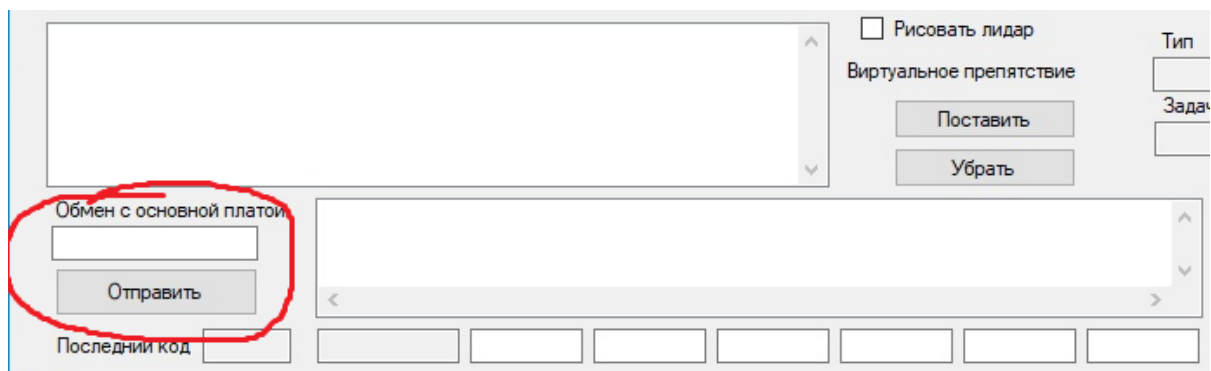 Рисовать лидар
Тип
Виртуальное препятствие
Поставить
Убрать
Обмен с основной платой
Отправить
Последний код